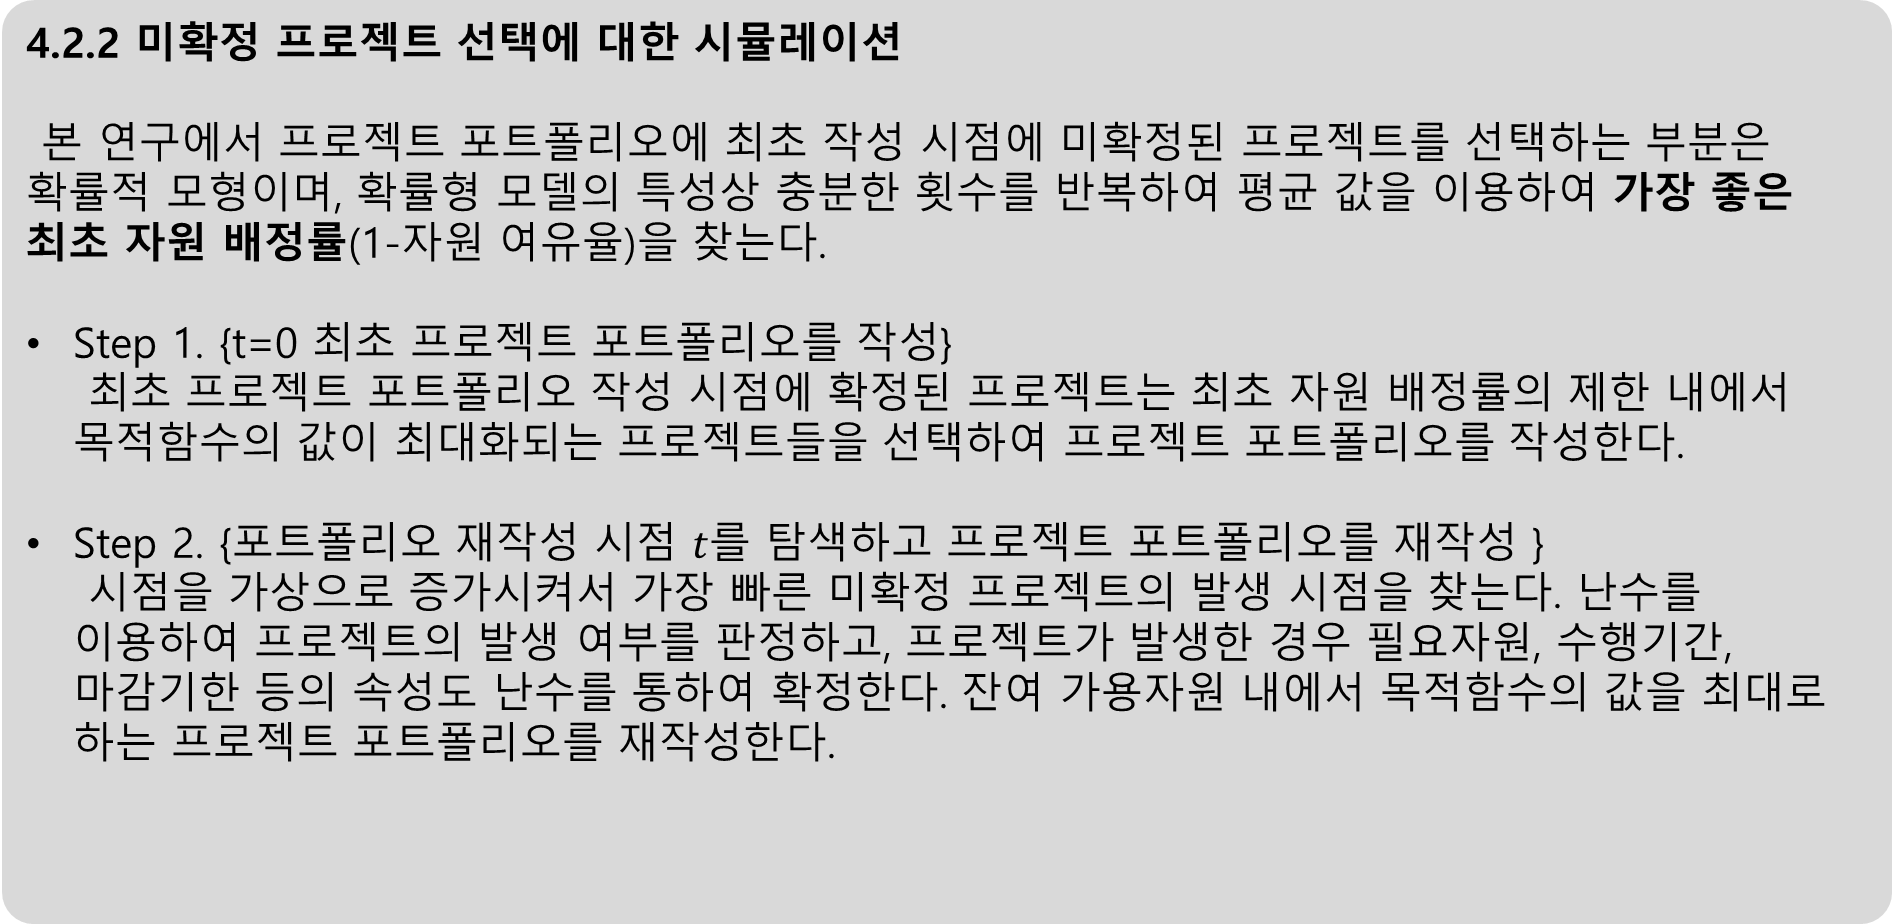 4.2.2 미확정 프로젝트 선택에 대한 시뮬레이션
본 연구에서 프로젝트 포트폴리오에 최초 작성 시점에 미확정된 프로젝트를 선택하는 부분은
확률적 모형이며, 확률형 모델의 특성상 충분한 횟수를 반복하여 평균 값을 이용하여 가장 좋은
최초 자원 배정률(1-자원 여유율)을 찾는다.
• Step 1. {t=0 최초 프로젝트 포트폴리오를 작성}
최초 프로젝트 포트폴리오 작성 시점에 확정된 프로젝트는 최초 자원 배정률의 제한 내에서
목적함수의 값이 최대화되는 프로젝트들을 선택하여 프로젝트 포트폴리오를 작성한다.
• Step 2. {포트폴리오 재작성 시점 t를 탐색하고 프로젝트 포트폴리오를 재작성 }
시점을 가상으로 증가시켜서 가장 빠른 미확정 프로젝트의 발생 시점을 찾는다. 난수를
이용하여 프로젝트의 발생 여부를 판정하고, 프로젝트가 발생한 경우 필요자원, 수행기간,
마감기한 등의 속성도 난수를 통하여 확정한다. 잔여 가용자원 내에서 목적함수의 값을 최대로
하는 프로젝트 포트폴리오를 재작성한다.